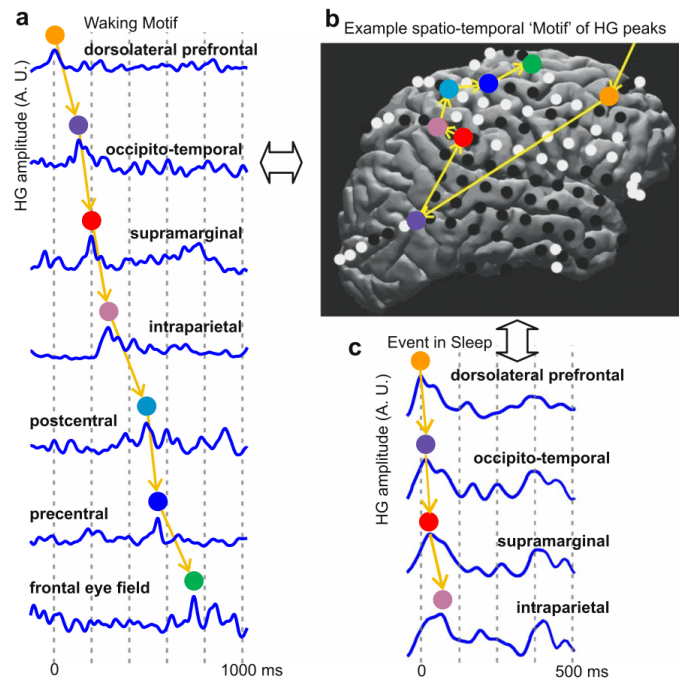 a
Waking Motif
dorsolateral prefrontal
occipito-temporal
supramarginal
intraparietal
postcentral
precentral
frontal eye field
HG amplitude (A. U.)
0
1000 ms
b
Example spatio-temporal ‘Motif’ of HG peaks
c
Event in Sleep
dorsolateral prefrontal
occipito-temporal
supramarginal
intraparietal
HG amplitude (A. U.)
0
500 ms